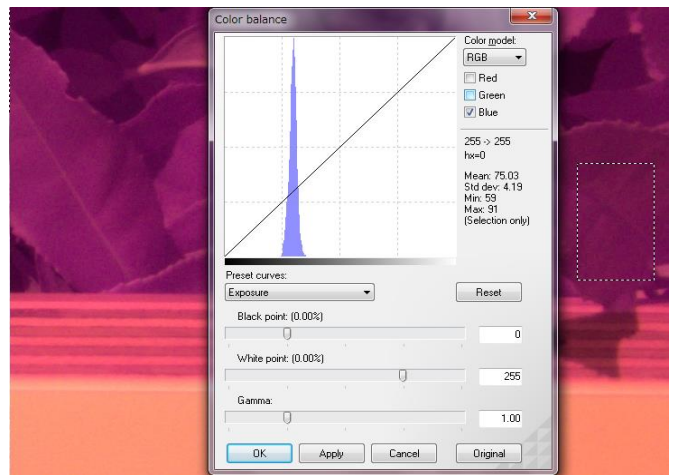 Color balance
Color model:
RGB
Red
Green
Blue
255 -> 255
hx=0
Mean: 75.03
Std dev: 4.19
Min: 59
Max: 91
(Selection only)
Preset curves:
Exposure
Reset
Black point: (0.00%)
0
White point: (0.00%)
255
Gamma:
1.00
OK
Apply
Cancel
Original